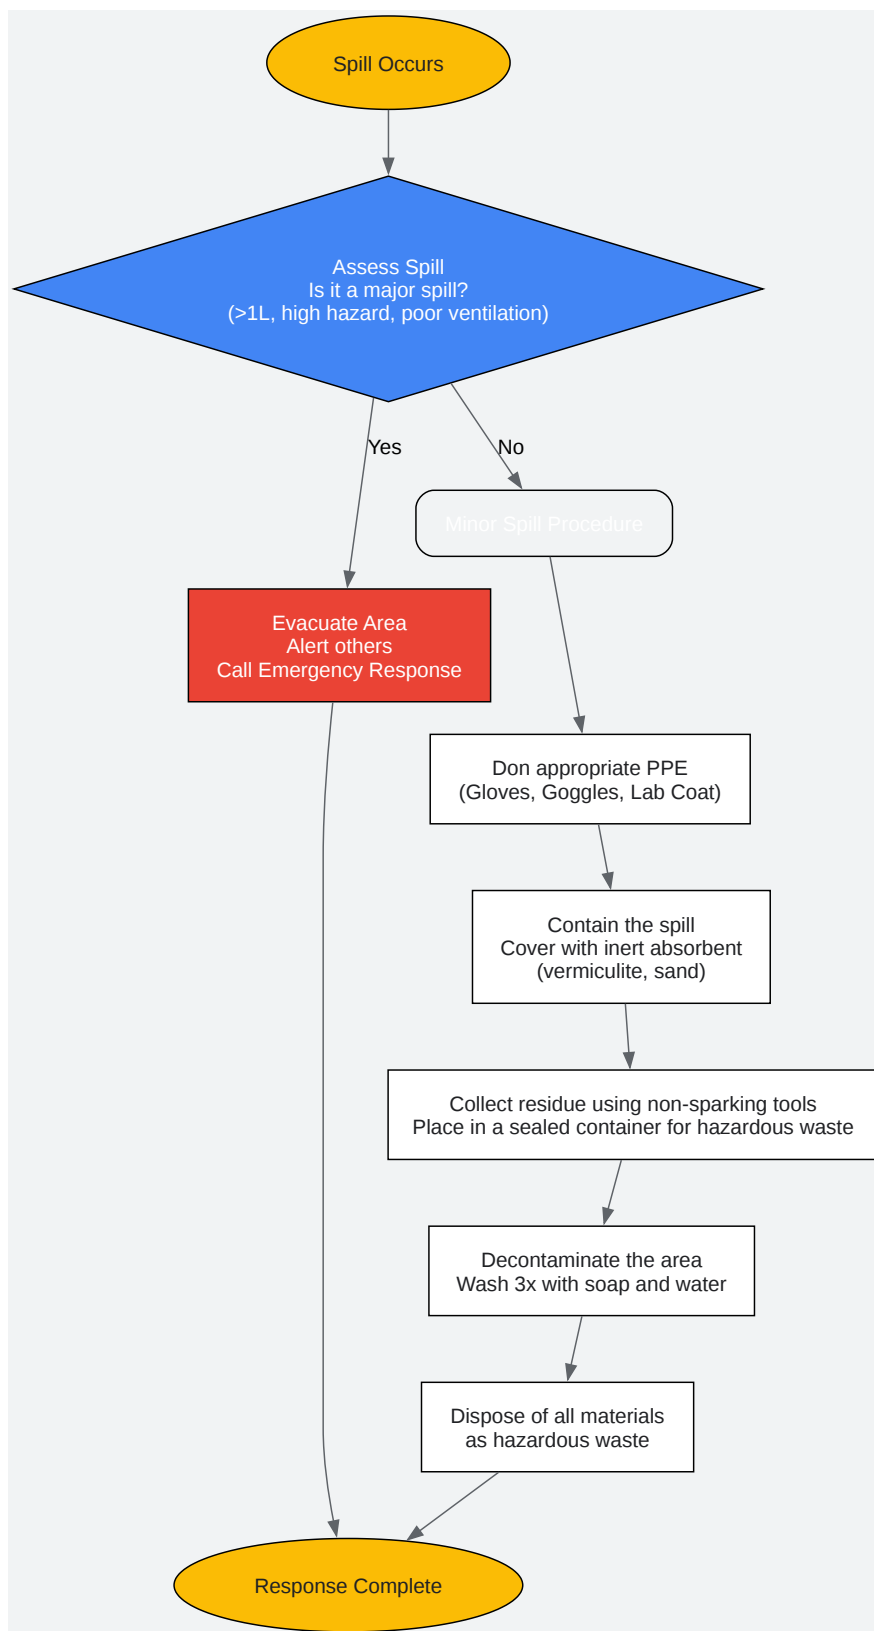 Spill Occurs
Assess Spill
Is it a major spill?
(>1L, high hazard, poor ventilation)
Yes
No
Minor Spill Procedure
Evacuate Area
Alert others
Call Emergency Response
Don appropriate PPE
(Gloves, Goggles, Lab Coat)
Contain the spill
Cover with inert absorbent
(vermiculite, sand)
Collect residue using non-sparking tools
Place in a sealed container for hazardous waste
Decontaminate the area
Wash 3x with soap and water
Dispose of all materials
as hazardous waste
Response Complete